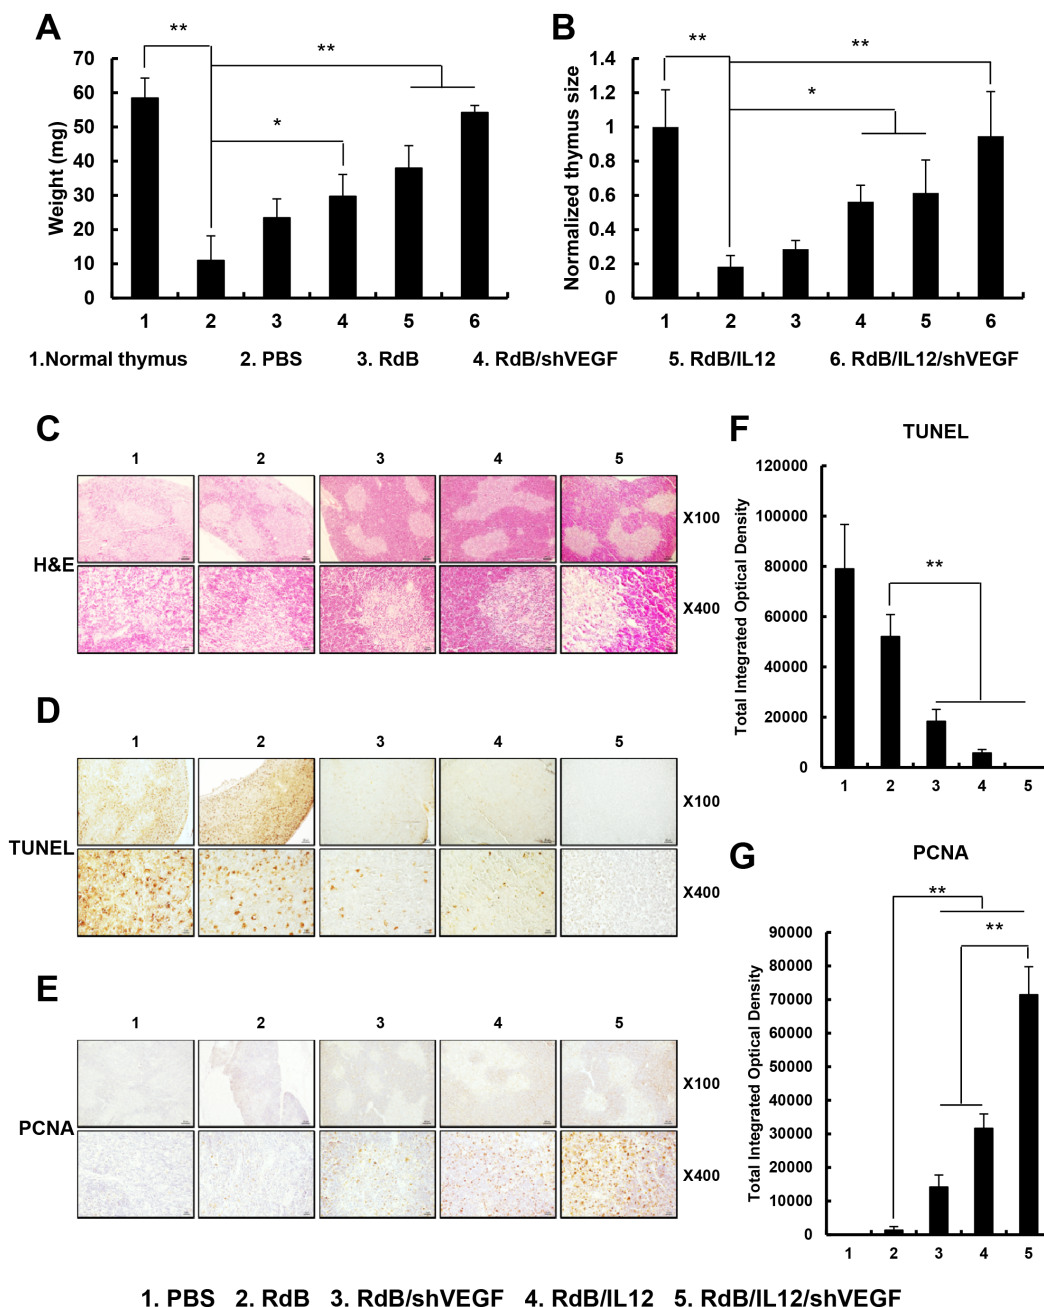 A
B
**
**
*
Weight (mg)
70
60
50
40
30
20
10
0
1 2 3 4 5 6
**
**
*
Normalized thymus size
1.4
1.2
1
0.8
0.6
0.4
0.2
0
1 2 3 4 5 6
1.Normal thymus 2. PBS 3. RdB 4. RdB/shVEGF 5. RdB/IL12 6. RdB/IL12/shVEGF
C
1 2 3 4 5
H&E
X100
X400
D
1 2 3 4 5
TUNEL
X100
X400
E
1 2 3 4 5
PCNA
X100
X400
F
TUNEL
Total Integrated Optical Density
120000
100000
80000
60000
40000
20000
0
**
1 2 3 4 5
G
PCNA
**
**
Total Integrated Optical Density
90000
80000
70000
60000
50000
40000
30000
20000
10000
0
1 2 3 4 5
1. PBS 2. RdB 3. RdB/shVEGF 4. RdB/IL12 5. RdB/IL12/shVEGF